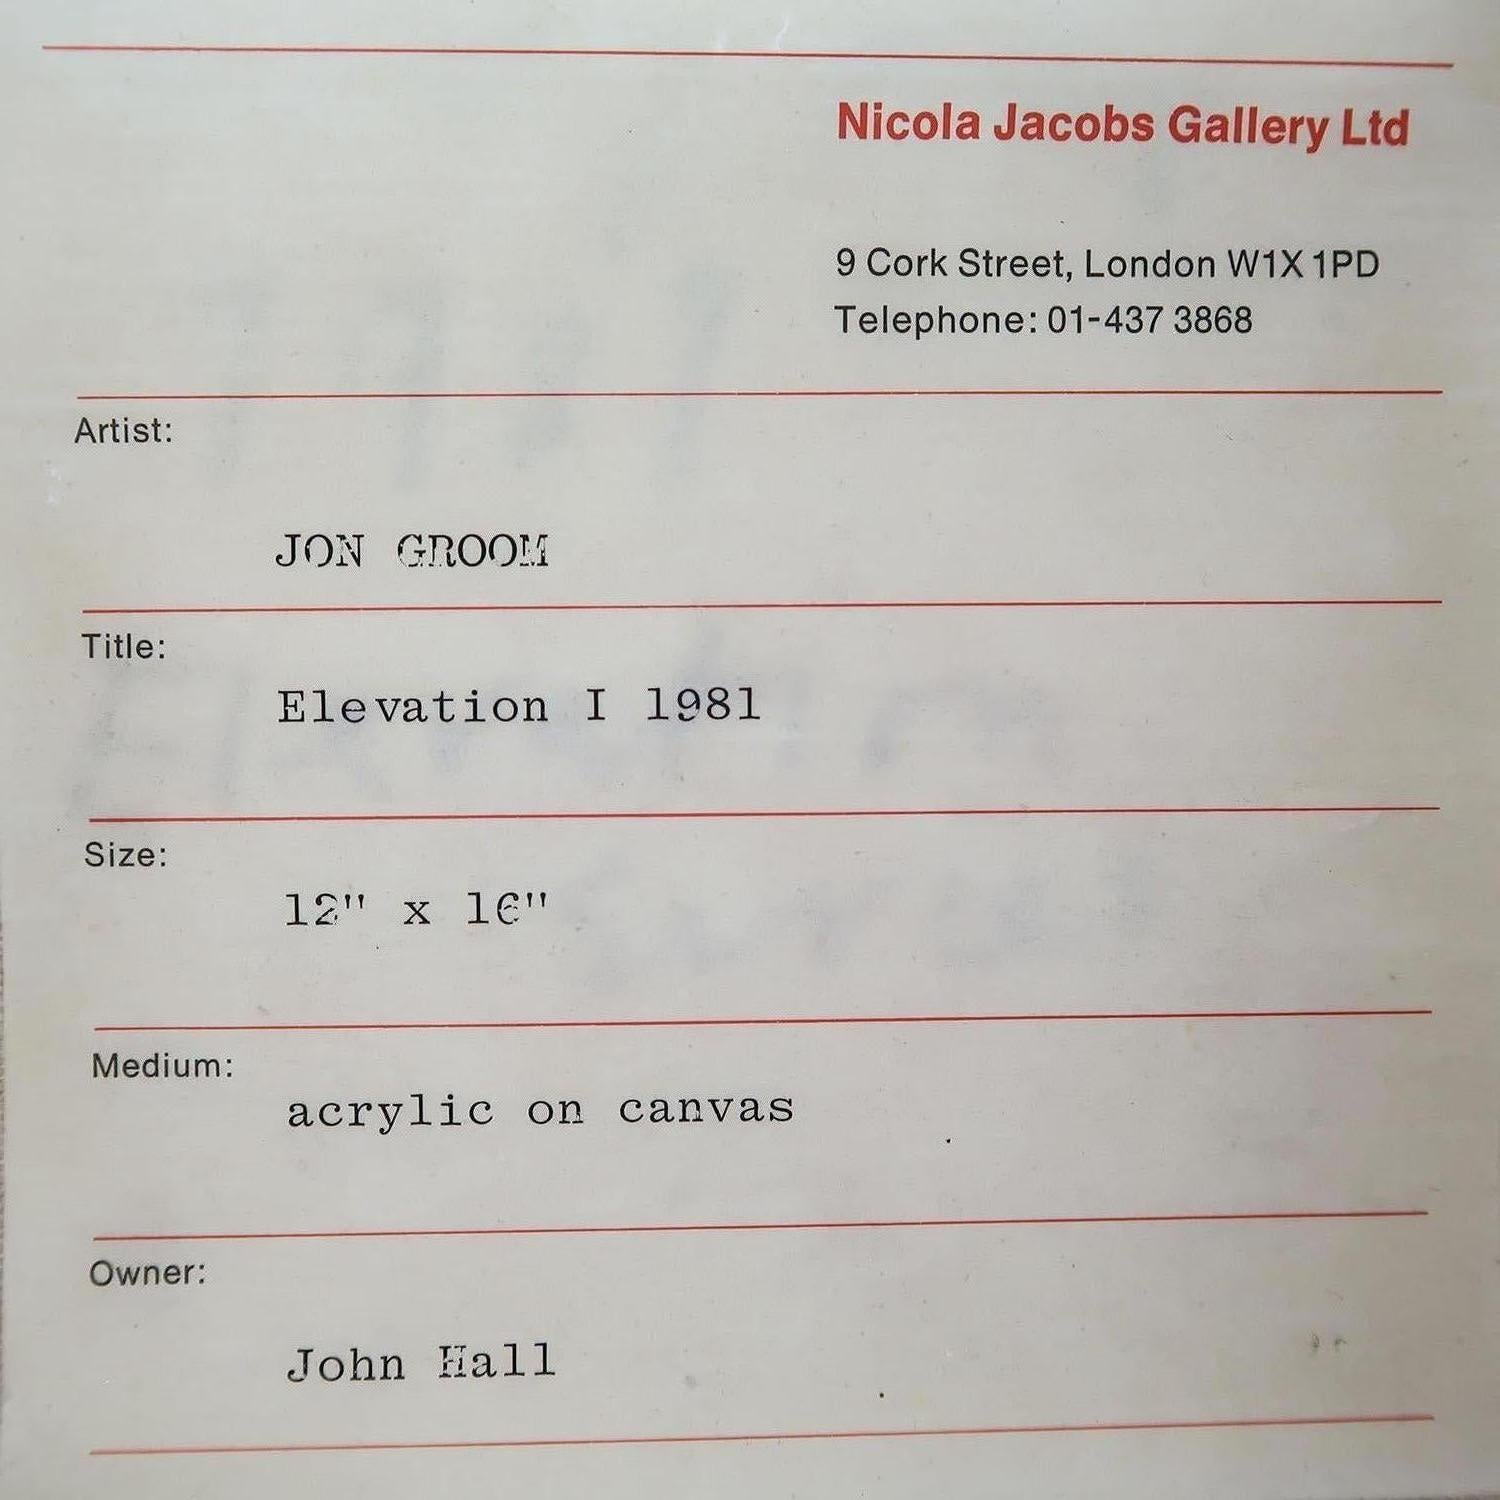 Nicola Jacobs Gallery Ltd
9 Cork Street, London W1X 1PD
Telephone: 01-437 3868
Artist:
JON GROOM
Title:
Elevation I 1981
Size:
12" x 16"
Medium:
acrylic on canvas
Owner:
John Hall